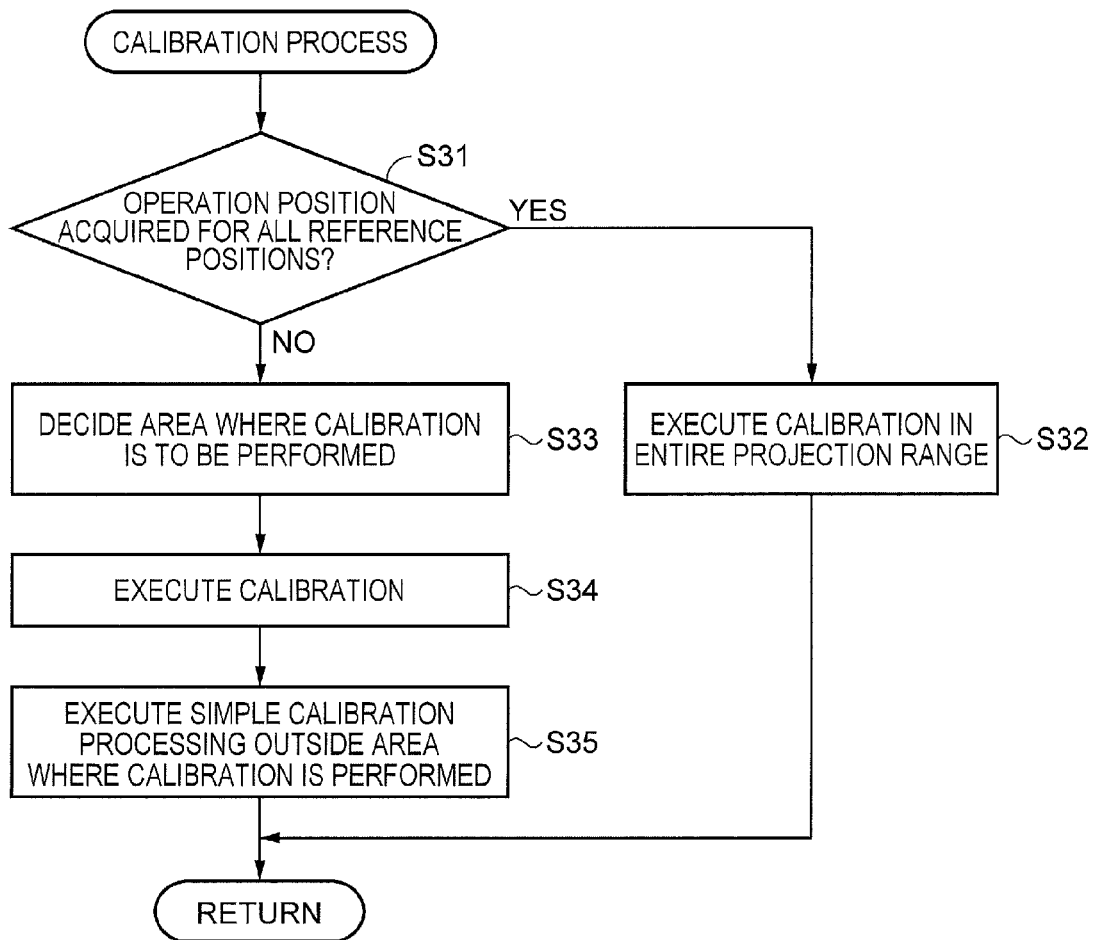 CALIBRATION PROCESS
S31
OPERATION POSITION
ACQUIRED FOR ALL REFERENCE
POSITIONS?
YES
NO
DECIDE AREA WHERE CALIBRATION
IS TO BE PERFORMED
S33
EXECUTE CALIBRATION IN
ENTIRE PROJECTION RANGE
S32
EXECUTE CALIBRATION
S34
EXECUTE SIMPLE CALIBRATION
PROCESSING OUTSIDE AREA
WHERE CALIBRATION IS PERFORMED
S35
RETURN